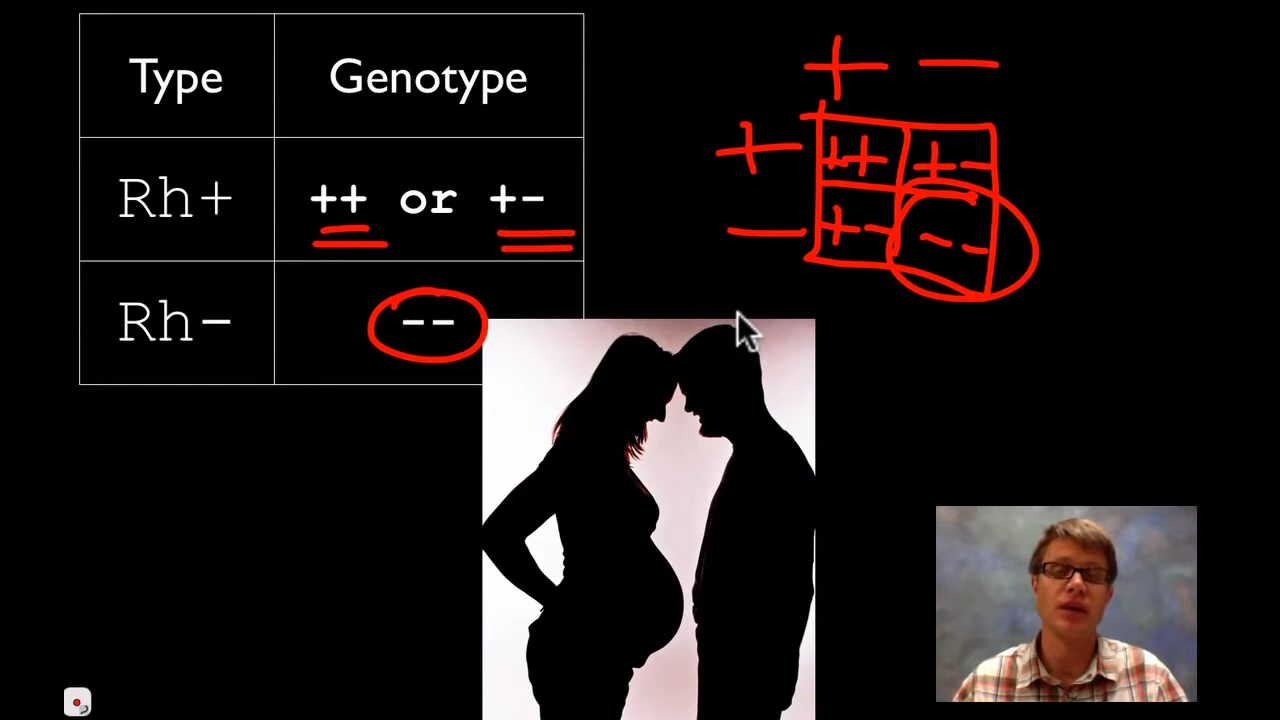 Type Genotype
Rh+ ++ or +-
Rh- --
+ -
+ ++ +-
- +- --